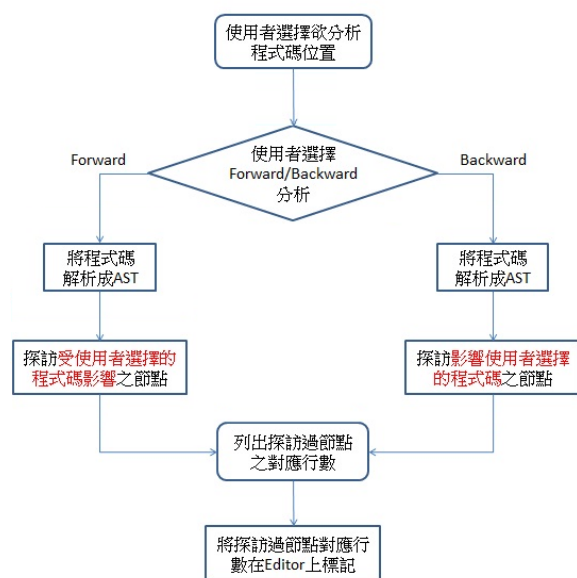 使用者選擇欲分析
程式碼位置
使用者選擇
Forward/Backward
分析
Forward
Backward
將程式碼
解析成AST
將程式碼
解析成AST
探訪受使用者選擇的
程式碼影響之節點
探訪影響使用者選擇
的程式碼之節點
列出探訪過節點
之對應行數
將探訪過節點對應行
數在Editor上標記